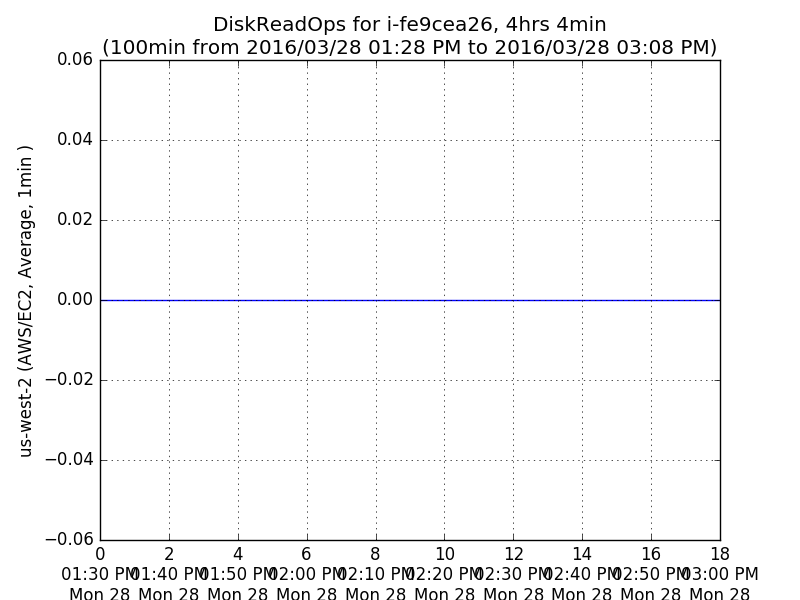 DiskReadOps for i-fe9cea26, 4hrs 4min
(100min from 2016/03/28 01:28 PM to 2016/03/28 03:08 PM)
us-west-2 (AWS/EC2, Average, 1min )
0.06
0.04
0.02
0.00
−0.02
−0.04
−0.06
0 2 4 6 8 10 12 14 16 18
01:30 PM 01:40 PM 01:50 PM 02:00 PM 02:10 PM 02:20 PM 02:30 PM 02:40 PM 02:50 PM 03:00 PM
Mon 28 Mon 28 Mon 28 Mon 28 Mon 28 Mon 28 Mon 28 Mon 28 Mon 28 Mon 28